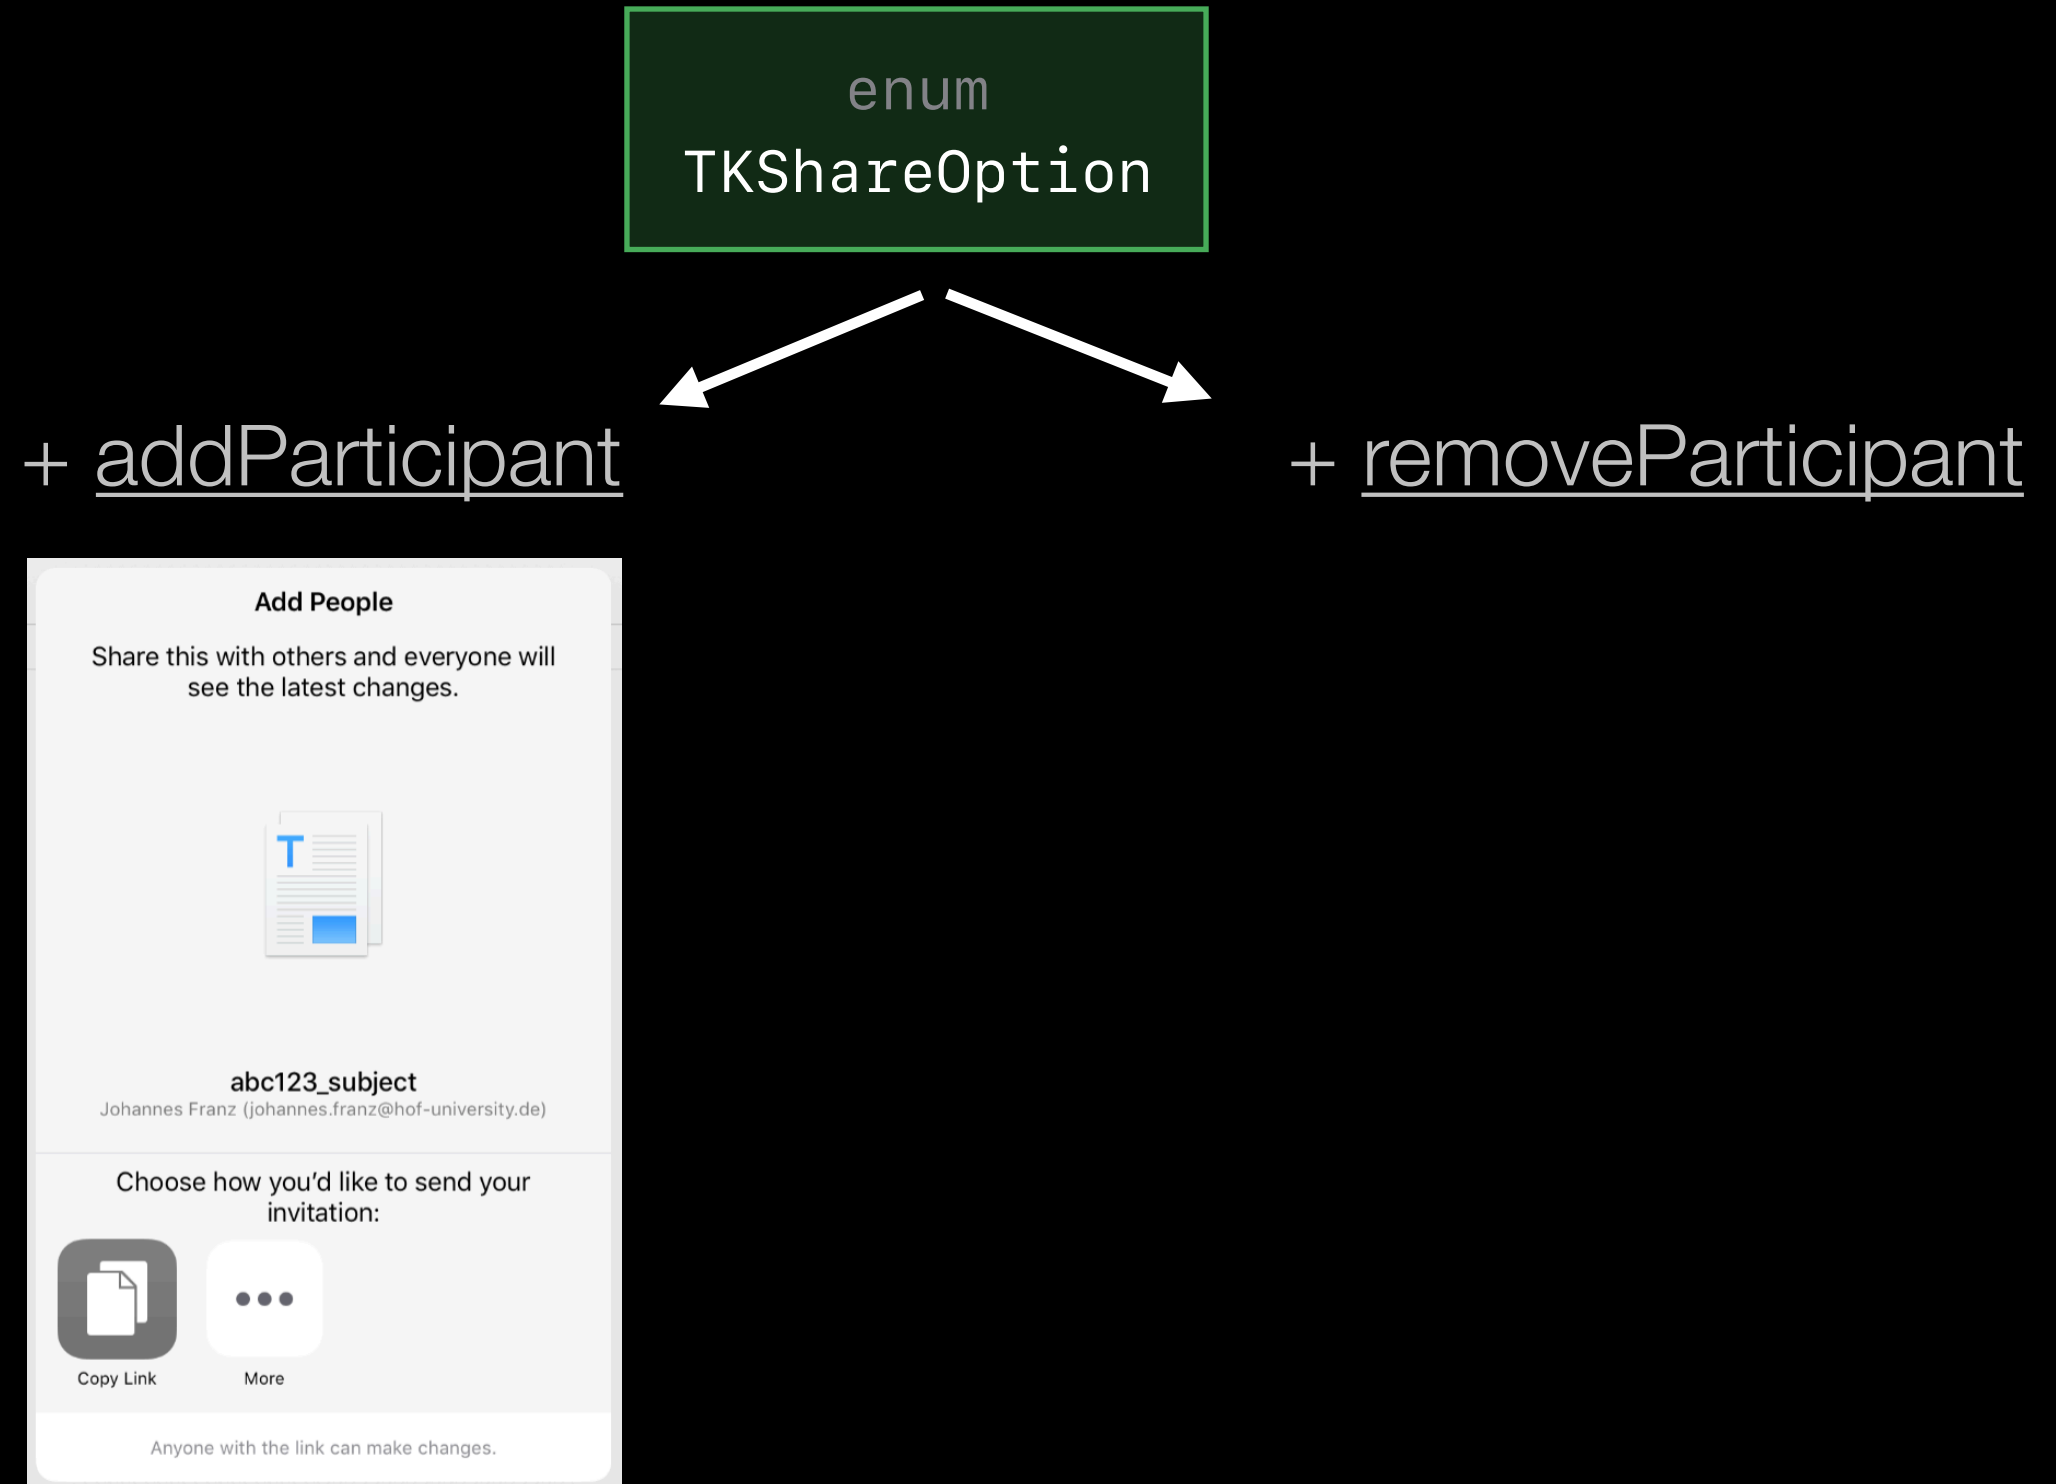 enum
TKShareOption
+ addParticipant
+ removeParticipant
Add People
Share this with others and everyone will
see the latest changes.
T
abc123_subject
Johannes Franz (johannes.franz@hof-university.de)
Choose how you’d like to send your
invitation:
Copy Link
More
Anyone with the link can make changes.